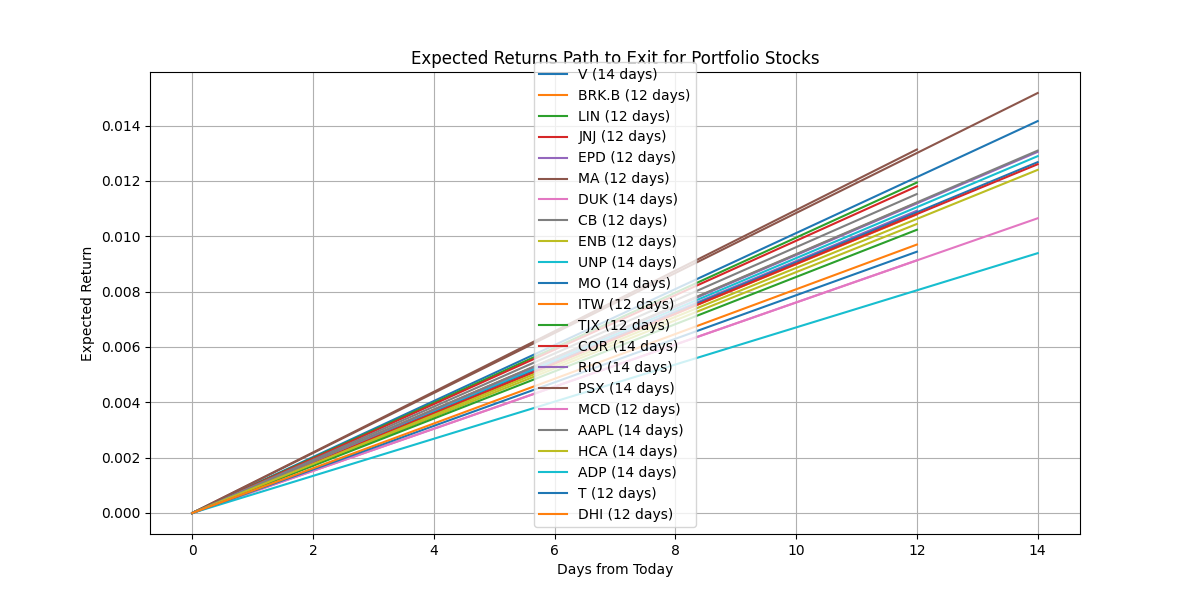 Expected Returns Path to Exit for Portfolio Stocks
Expected Return
0.014
0.012
0.010
0.008
0.006
0.004
0.002
0.000
V (14 days)
BRK.B (12 days)
LIN (12 days)
JNJ (12 days)
EPD (12 days)
MA (12 days)
DUK (14 days)
CB (12 days)
ENB (12 days)
UNP (14 days)
MO (14 days)
ITW (12 days)
TJX (12 days)
COR (14 days)
RIO (14 days)
PSX (14 days)
MCD (12 days)
AAPL (14 days)
HCA (14 days)
ADP (14 days)
T (12 days)
DHI (12 days)
0 2 4 6 8 10 12 14
Days from Today